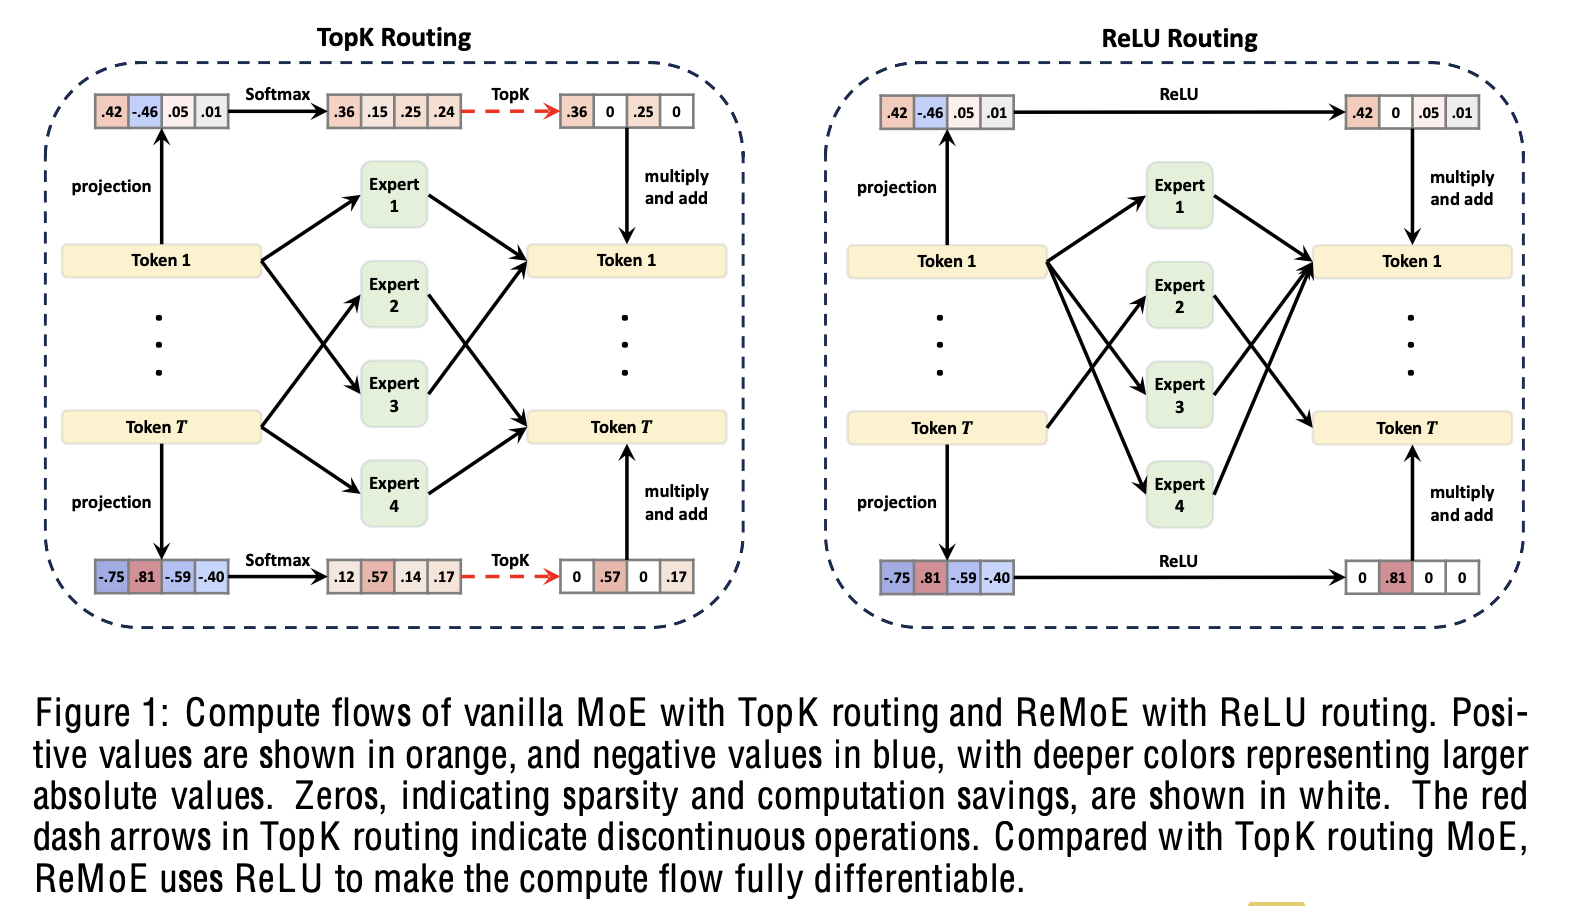 TopK Routing
.42 -.46 .05 .01
Softmax
.36 .15 .25 .24
TopK
.36 0 .25 0
projection
Expert
1
multiply
and add
Token 1
Token 1
Expert
2
Expert
3
Token T
Token T
projection
Expert
4
multiply
and add
-.75 .81 -.59 -.40
Softmax
.12 .57 .14 .17
TopK
0 .57 0 .17
ReLU Routing
.42 -.46 .05 .01
ReLU
.42 0 .05 .01
projection
Expert
1
multiply
and add
Token 1
Token 1
Expert
2
Expert
3
Token T
Token T
projection
Expert
4
multiply
and add
-.75 .81 -.59 -.40
ReLU
0 .81 0 0
Figure 1: Compute flows of vanilla MoE with TopK routing and ReMoE with ReLU routing. Posi-
tive values are shown in orange, and negative values in blue, with deeper colors representing larger
absolute values. Zeros, indicating sparsity and computation savings, are shown in white. The red
dash arrows in TopK routing indicate discontinuous operations. Compared with TopK routing MoE,
ReMoE uses ReLU to make the compute flow fully differentiable.